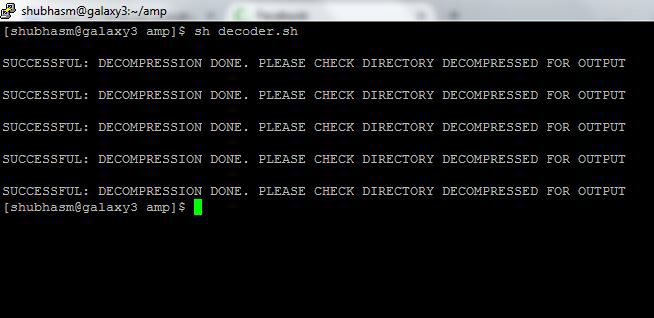 shubhasm@galaxy3:~/amp
[shubhasm@galaxy3 amp]$ sh decoder.sh
SUCCESSFUL: DECOMPRESSION DONE. PLEASE CHECK DIRECTORY DECOMPRESSED FOR OUTPUT
SUCCESSFUL: DECOMPRESSION DONE. PLEASE CHECK DIRECTORY DECOMPRESSED FOR OUTPUT
SUCCESSFUL: DECOMPRESSION DONE. PLEASE CHECK DIRECTORY DECOMPRESSED FOR OUTPUT
SUCCESSFUL: DECOMPRESSION DONE. PLEASE CHECK DIRECTORY DECOMPRESSED FOR OUTPUT
SUCCESSFUL: DECOMPRESSION DONE. PLEASE CHECK DIRECTORY DECOMPRESSED FOR OUTPUT
[shubhasm@galaxy3 amp]$